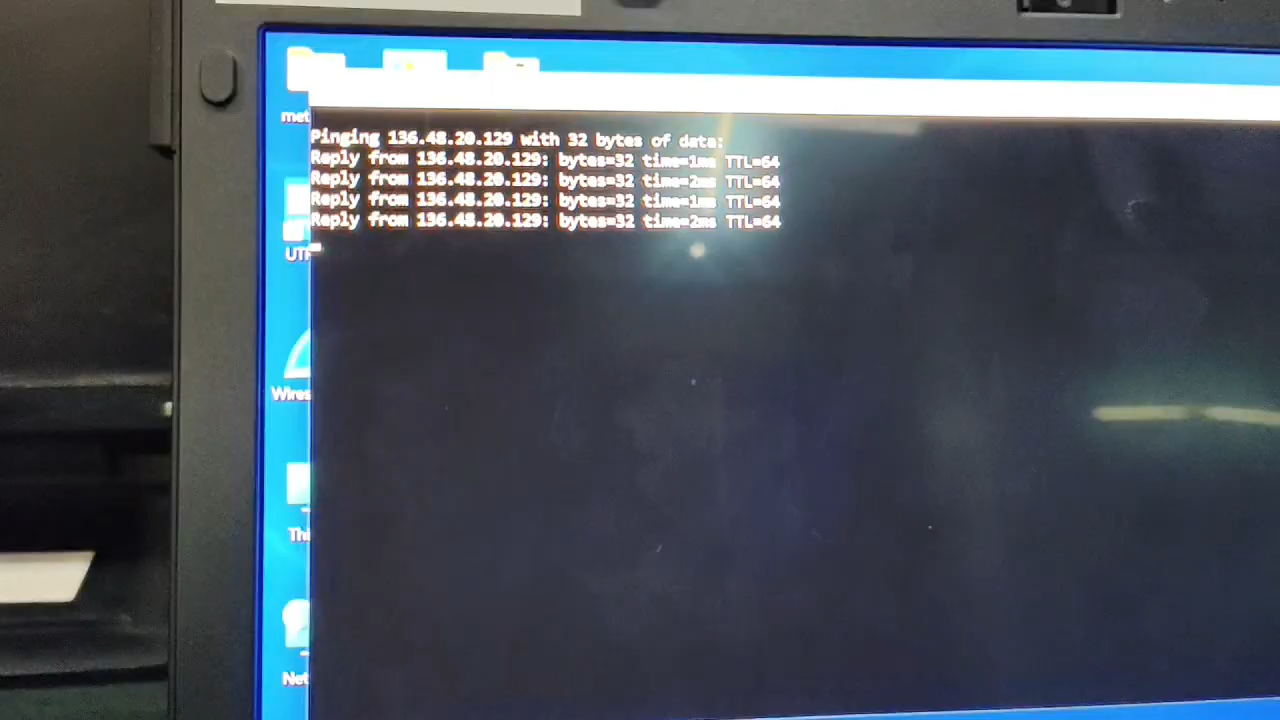 met
Pinging 136.48.20.129 with 32 bytes of data:
Reply from 136.48.20.129: bytes=32 time=1ms TTL=64
Reply from 136.48.20.129: bytes=32 time=2ms TTL=64
Reply from 136.48.20.129: bytes=32 time=1ms TTL=64
Reply from 136.48.20.129: bytes=32 time=2ms TTL=64
Wires
Net